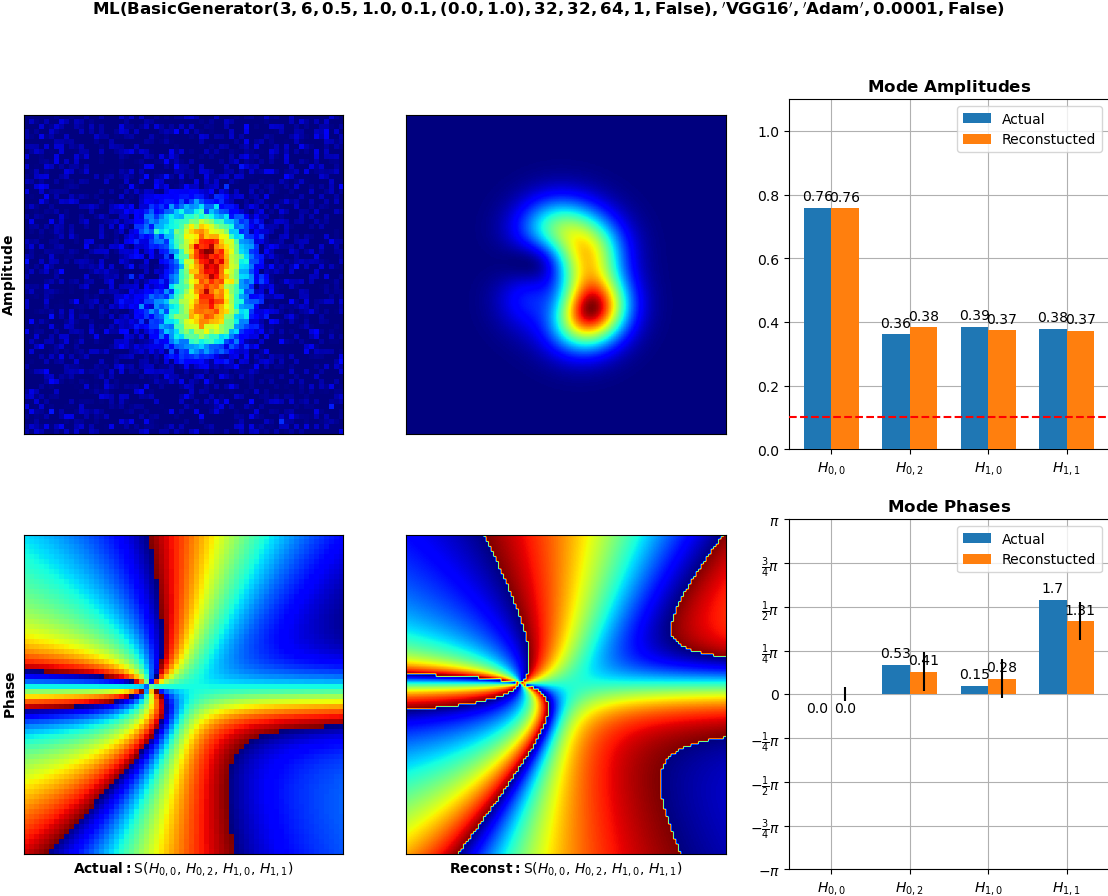 ML(BasicGenerator(3, 6, 0.5, 1.0, 0.1, (0.0, 1.0), 32, 32, 64, 1, False), 'VGG16', 'Adam', 0.0001, False)
Amplitude
Mode Amplitudes
Actual
Reconstucted
1.0
0.8
0.6
0.4
0.2
0.0
0.76 0.76
0.36 0.38
0.39 0.37
0.38 0.37
H0,0 H0,2 H1,0 H1,1
Phase
Mode Phases
Actual
Reconstucted
π
3/4π
1/2π
1/4π
0
−1/4π
−1/2π
−3/4π
−π
0.0 0.0
0.53 0.41
0.15 0.28
1.7 1.31
H0,0 H0,2 H1,0 H1,1
Actual: S(H0,0, H0,2, H1,0, H1,1)
Reconst: S(H0,0, H0,2, H1,0, H1,1)